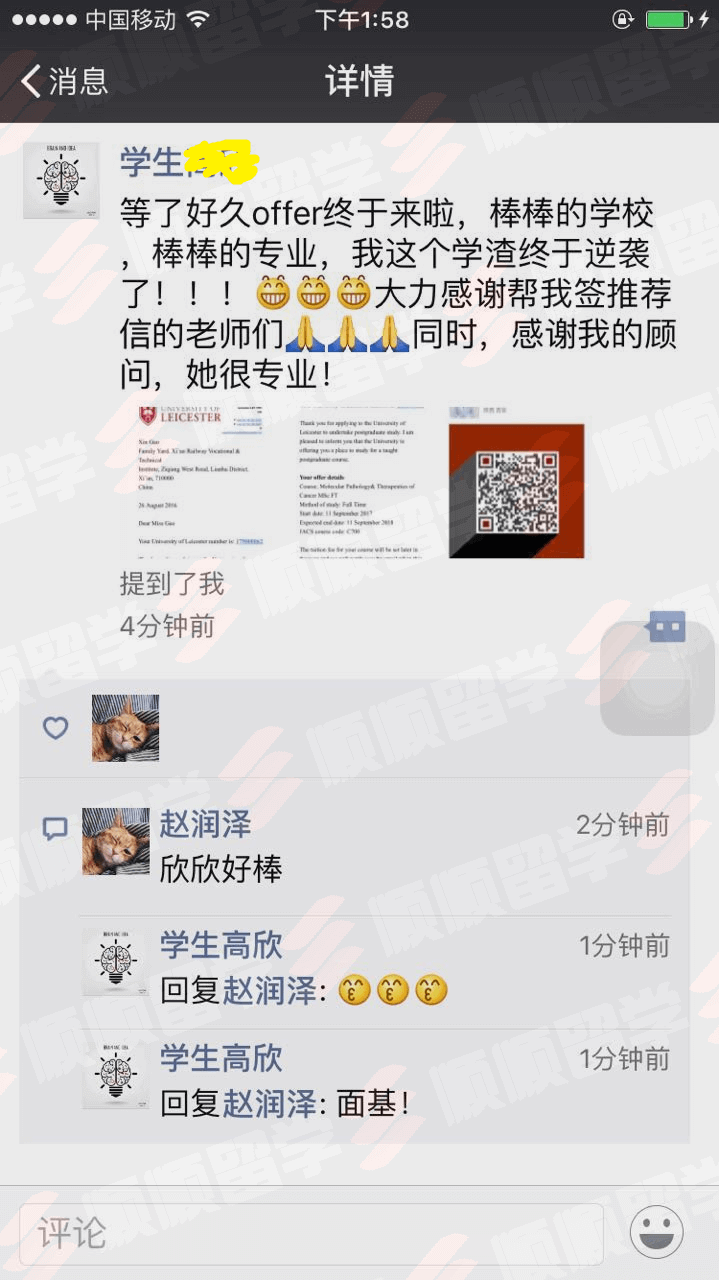 中国移动
下午1:58
消息
详情
学生
等了好久offer终于来啦，棒棒的学校
，棒棒的专业，我这个学渣终于逆袭
了！！！😁😁😁大力感谢帮我签推荐
信的老师们🙏🙏🙏同时，感谢我的顾
问，她很专业！
UNIVERSITY OF
LEICESTER
Xin Gao
Family Yard, Xi'an Railway Vocational &
Technical
Institute, Ziqiang West Road, Lianhu District,
Xi'an, 710000
China
26 August 2016
Dear Miss Gao
Your University of Leicester number is:
Thank you for applying to the University of
Leicester to undertake postgraduate study. I am
pleased to inform you that the University is
offering you a place to study for a taught
postgraduate course.
Your offer details
Course: Molecular Pathology& Therapeutics of
Cancer MSc FT
Method of study: Full Time
Start date: 11 September 2017
Expected end date: 11 September 2018
JACS course code: C700
The tuition fee for your course will be set later in
提到了我
4分钟前
赵润泽
2分钟前
欣欣好棒
学生高欣
1分钟前
回复赵润泽: 😙😙😙
学生高欣
1分钟前
回复赵润泽: 面基！
评论
顺顺留学